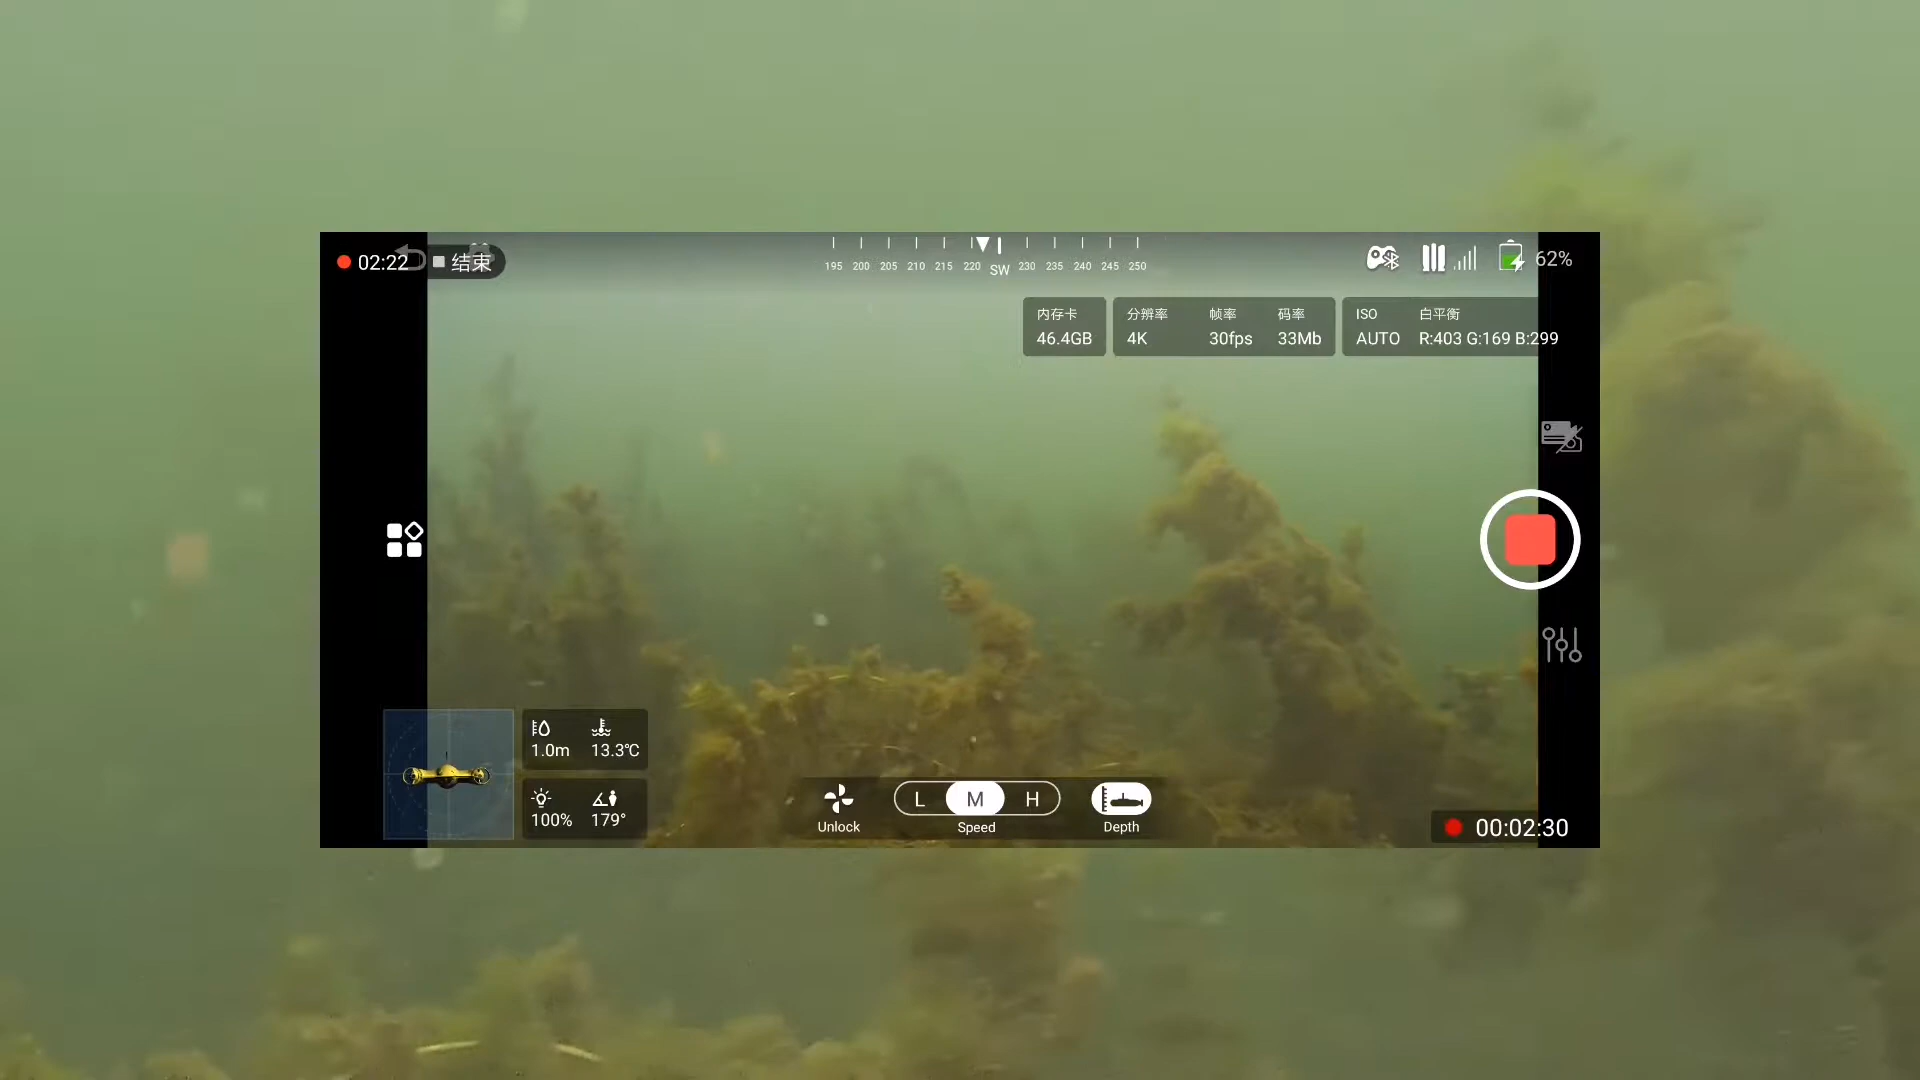 02:22 结束
195 200 205 210 215 220 SW 230 235 240 245 250
62%
内存卡 分辨率 帧率 码率 ISO 白平衡
46.4GB 4K 30fps 33Mb AUTO R:403 G:169 B:299
1.0m 13.3℃
100% 179°
L M H
Unlock Speed Depth
00:02:30